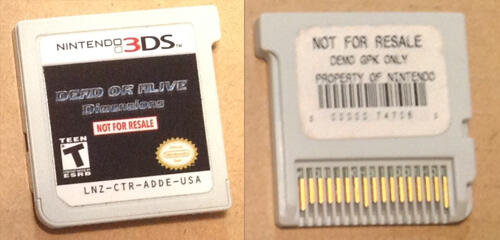 NINTENDO 3DS
DEAD OR ALIVE
Dimensions
NOT FOR RESALE
TEEN
T
ESRB
LNZ-CTR-ADDE-USA
NOT FOR RESALE
DEMO GPK ONLY
PROPERTY OF NINTENDO